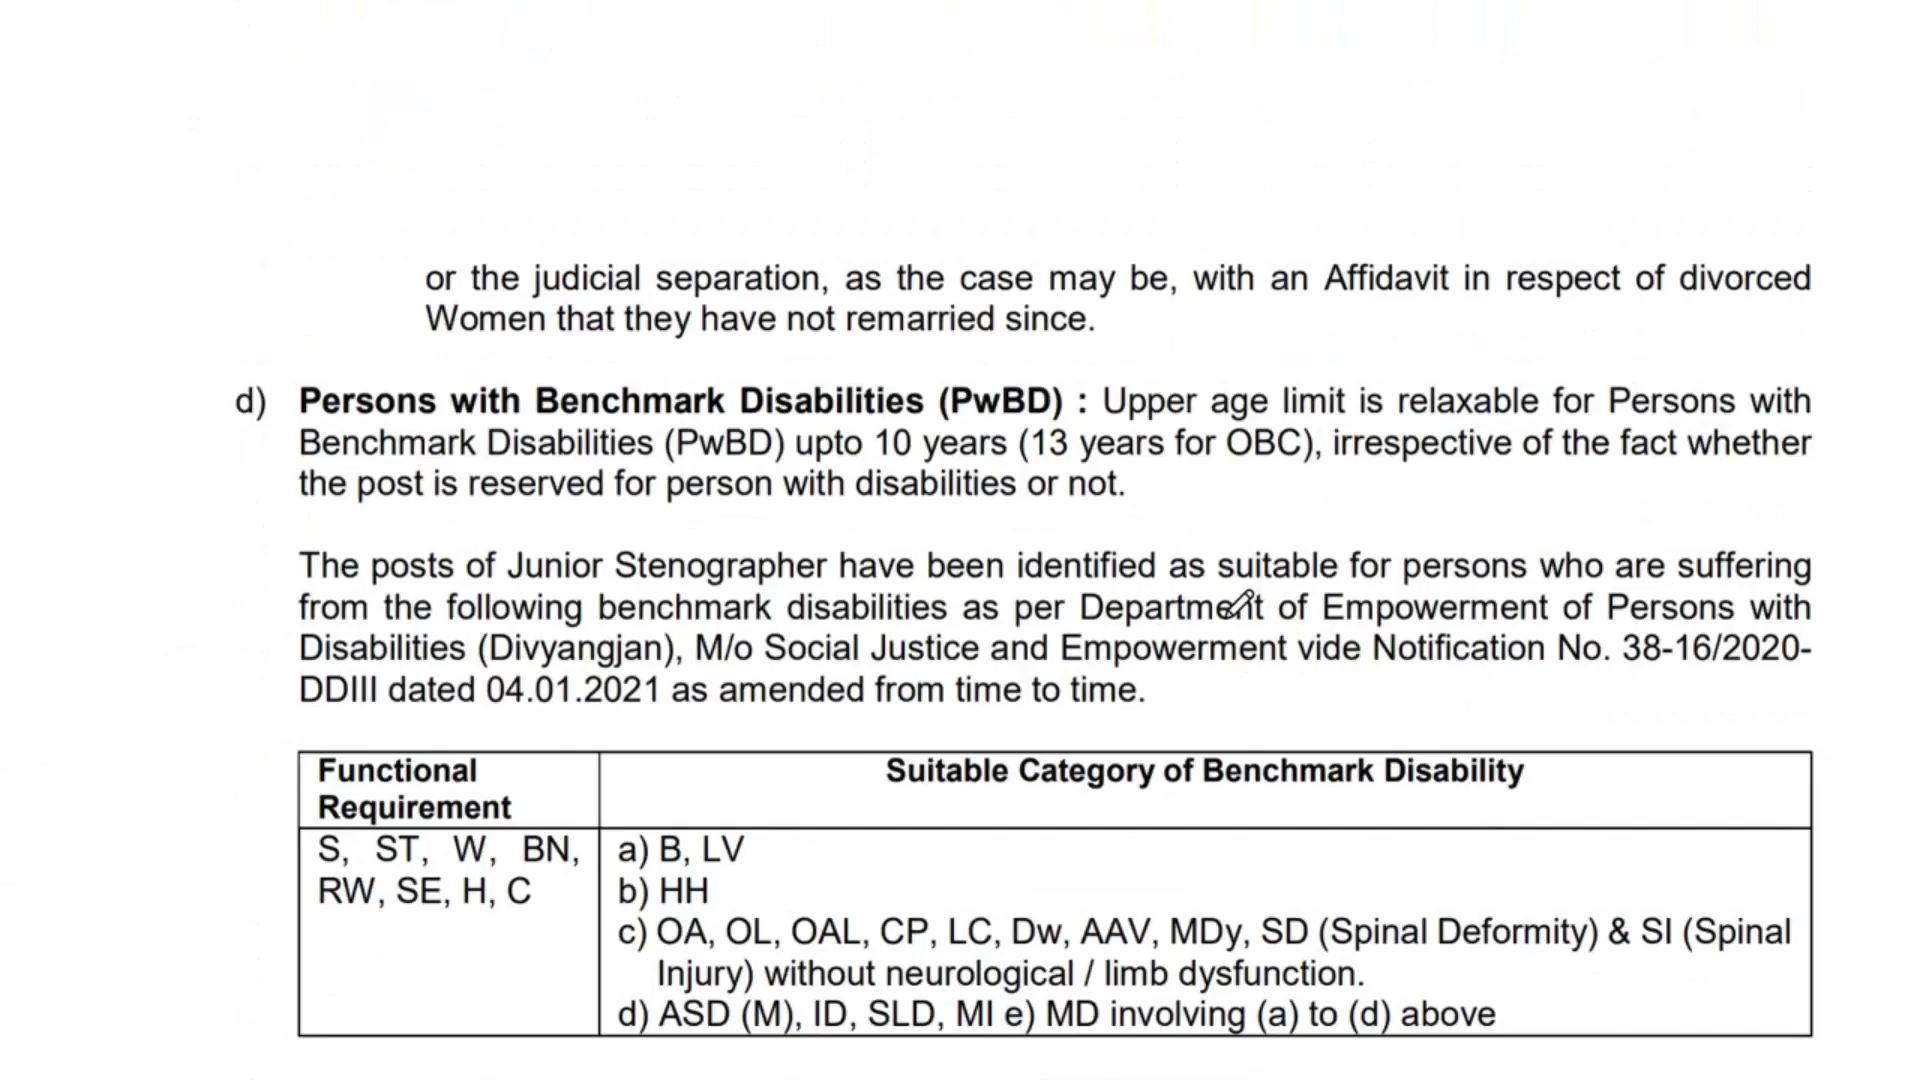 or the judicial separation, as the case may be, with an Affidavit in respect of divorced
Women that they have not remarried since.
d) Persons with Benchmark Disabilities (PwBD) : Upper age limit is relaxable for Persons with
Benchmark Disabilities (PwBD) upto 10 years (13 years for OBC), irrespective of the fact whether
the post is reserved for person with disabilities or not.
The posts of Junior Stenographer have been identified as suitable for persons who are suffering
from the following benchmark disabilities as per Department of Empowerment of Persons with
Disabilities (Divyangjan), M/o Social Justice and Empowerment vide Notification No. 38-16/2020-
DDIII dated 04.01.2021 as amended from time to time.
Functional
Requirement
Suitable Category of Benchmark Disability
S, ST, W, BN,
RW, SE, H, C
a) B, LV
b) HH
c) OA, OL, OAL, CP, LC, Dw, AAV, MDy, SD (Spinal Deformity) & SI (Spinal
Injury) without neurological / limb dysfunction.
d) ASD (M), ID, SLD, MI e) MD involving (a) to (d) above